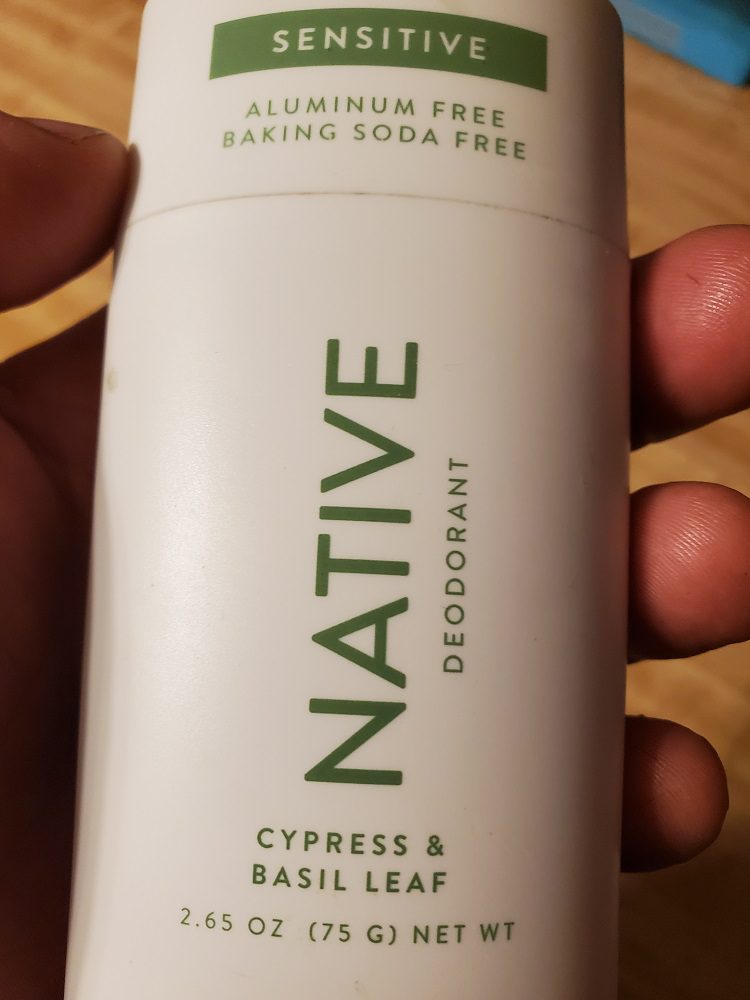 SENSITIVE
ALUMINUM FREE
BAKING SODA FREE
NATIVE
DEODORANT
CYPRESS &
BASIL LEAF
2.65 OZ (75 G) NET WT